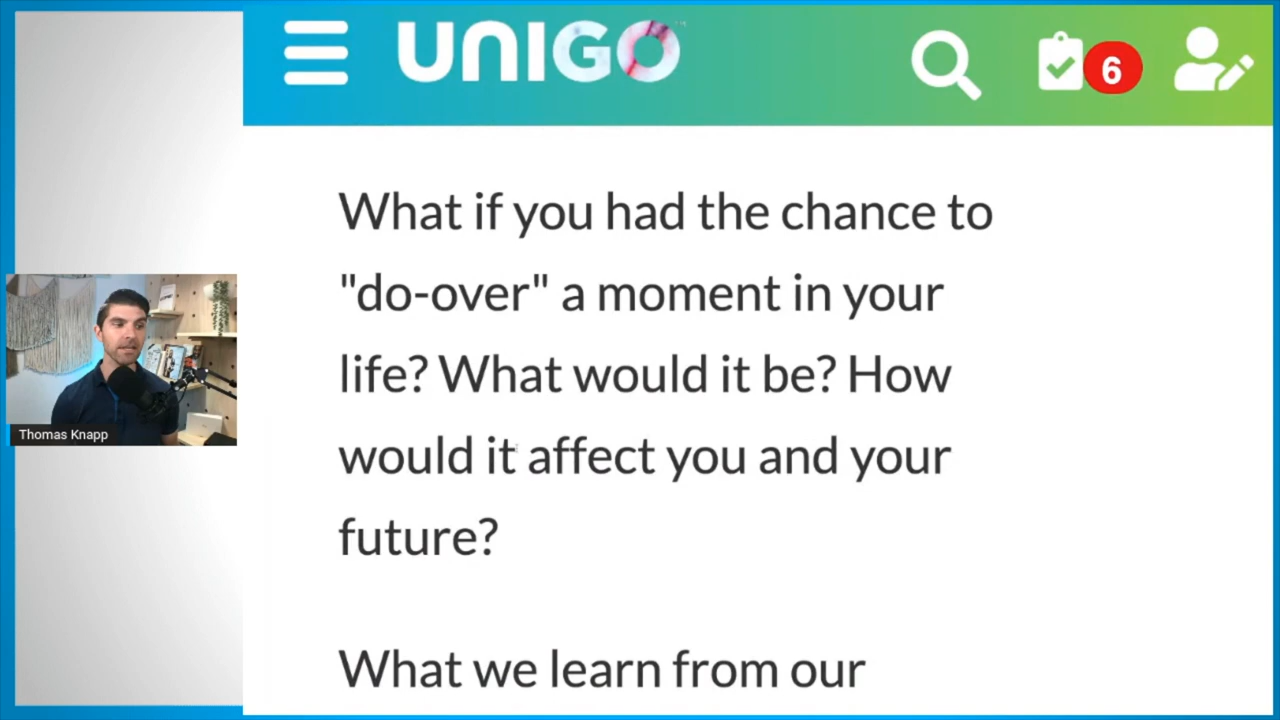 UNIGO
6
What if you had the chance to
"do-over" a moment in your
life? What would it be? How
would it affect you and your
future?
What we learn from our
Thomas Knapp